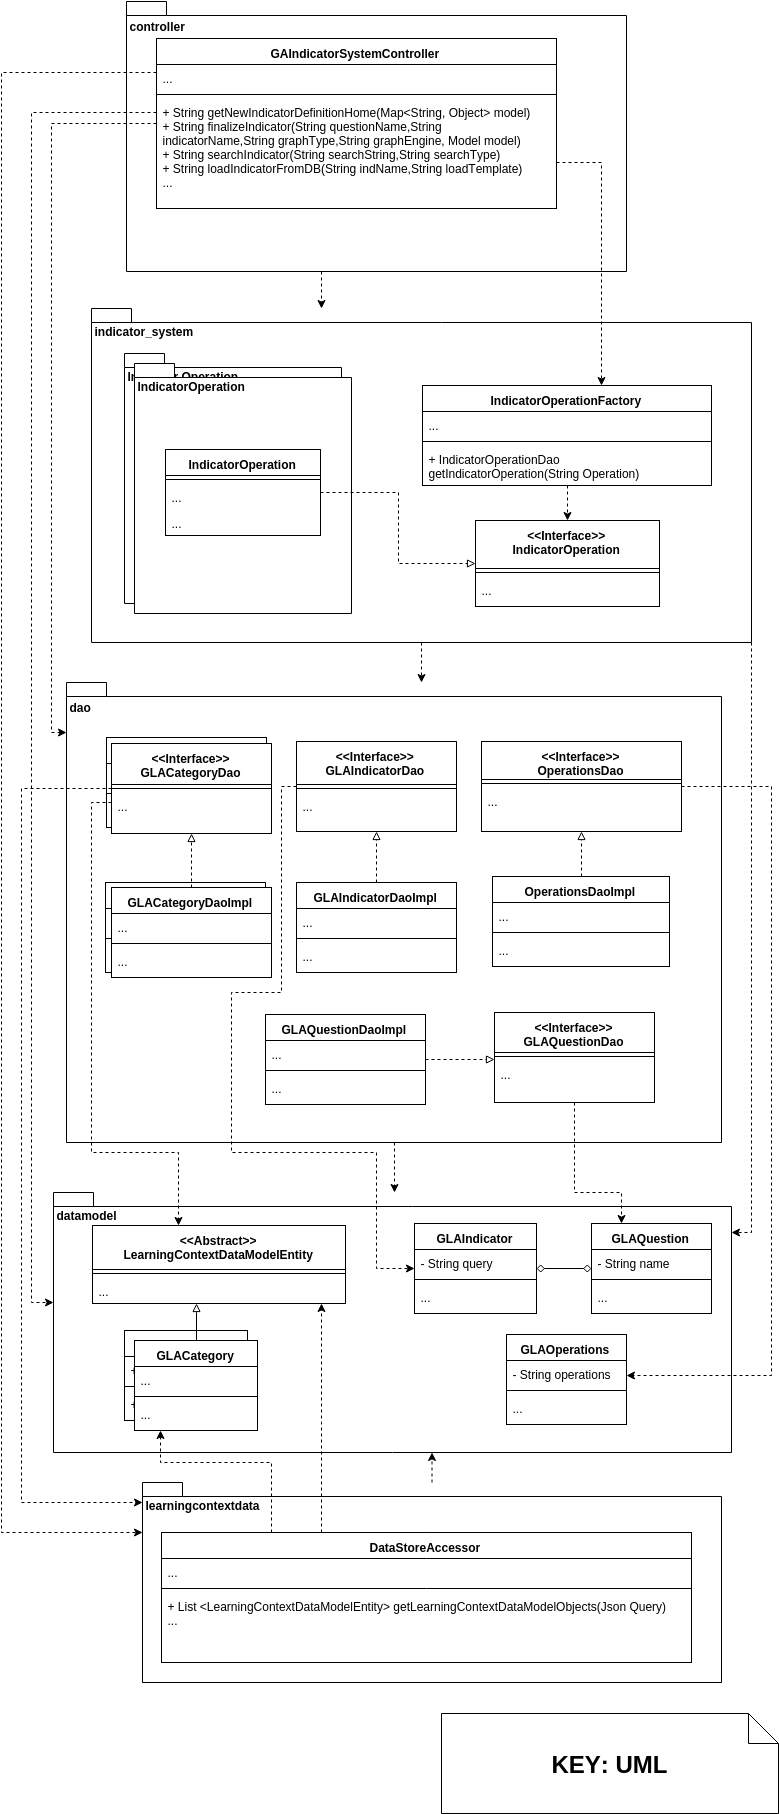 controller
GAIndicatorSystemController
...
+ String getNewIndicatorDefinitionHome(Map<String, Object> model)
+ String finalizeIndicator(String questionName,String
indicatorName,String graphType,String graphEngine, Model model)
+ String searchIndicator(String searchString,String searchType)
+ String loadIndicatorFromDB(String indName,String loadTemplate)
...
indicator_system
IndicatorOperation
IndicatorOperation
...
...
IndicatorOperationFactory
...
+ IndicatorOperationDao
getIndicatorOperation(String Operation)
<<Interface>>
IndicatorOperation
...
dao
<<Interface>>
GLACategoryDao
...
<<Interface>>
GLAIndicatorDao
...
<<Interface>>
OperationsDao
...
GLACategoryDaoImpl
...
...
GLAIndicatorDaoImpl
...
...
OperationsDaoImpl
...
...
GLAQuestionDaoImpl
...
...
<<Interface>>
GLAQuestionDao
...
datamodel
<<Abstract>>
LearningContextDataModelEntity
...
GLAIndicator
- String query
...
GLAQuestion
- String name
...
GLACategory
...
...
GLAOperations
- String operations
...
learningcontextdata
DataStoreAccessor
...
+ List <LearningContextDataModelEntity> getLearningContextDataModelObjects(Json Query)
...
KEY: UML